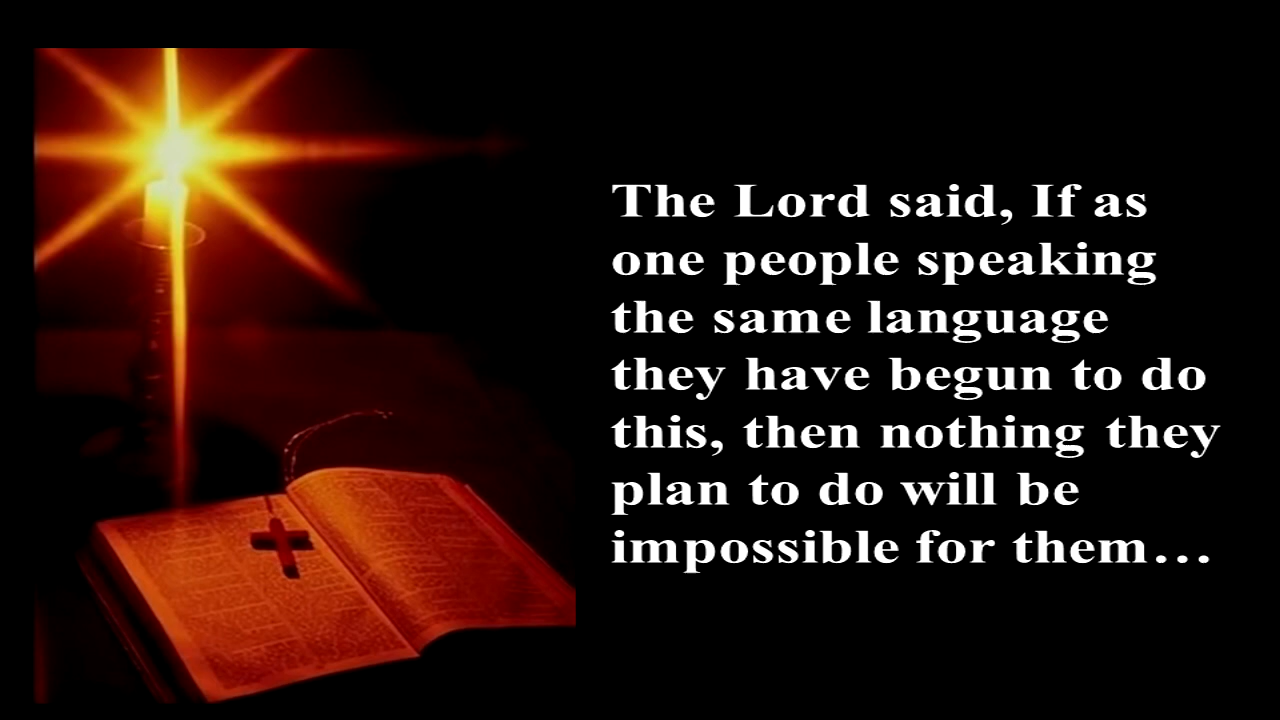 The Lord said, If as
one people speaking
the same language
they have begun to do
this, then nothing they
plan to do will be
impossible for them…